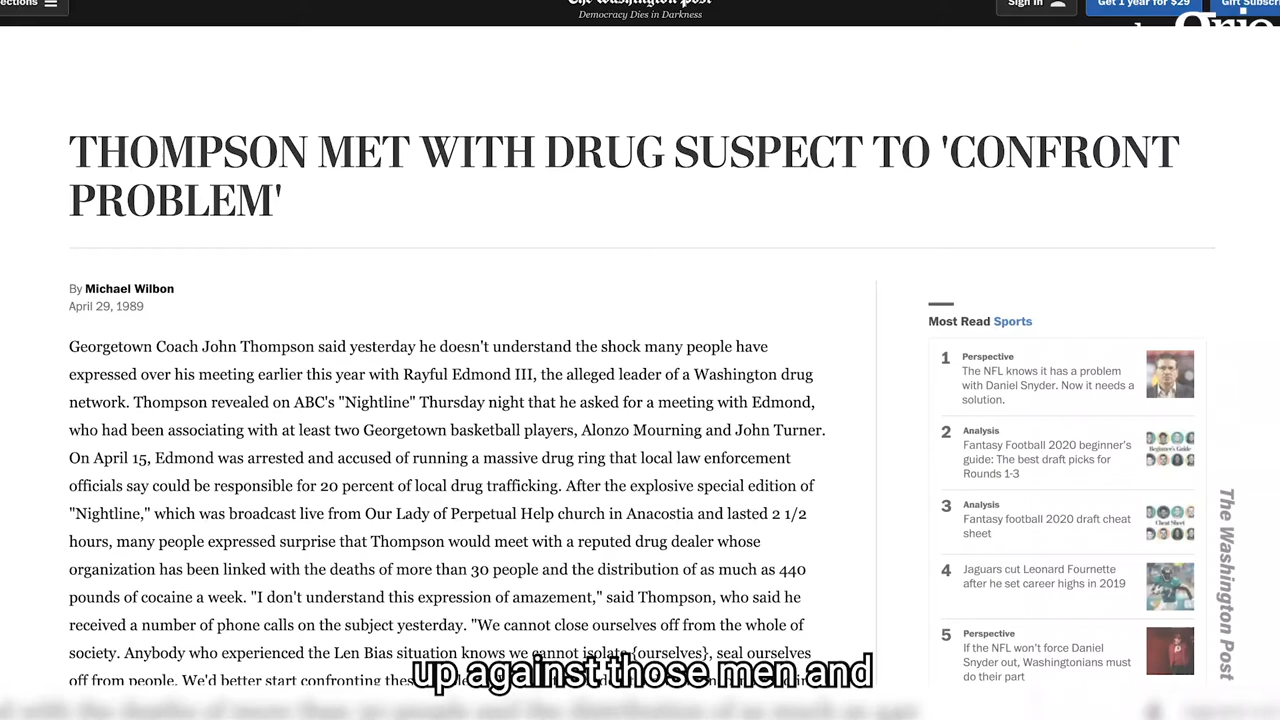 ections
The Washington Post
Democracy Dies in Darkness
Sign in
Get 1 year for $29
Gift Subscri
THOMPSON MET WITH DRUG SUSPECT TO 'CONFRONT
PROBLEM'
By Michael Wilbon
April 29, 1989
Georgetown Coach John Thompson said yesterday he doesn't understand the shock many people have
expressed over his meeting earlier this year with Rayful Edmond III, the alleged leader of a Washington drug
network. Thompson revealed on ABC's "Nightline" Thursday night that he asked for a meeting with Edmond,
who had been associating with at least two Georgetown basketball players, Alonzo Mourning and John Turner.
On April 15, Edmond was arrested and accused of running a massive drug ring that local law enforcement
officials say could be responsible for 20 percent of local drug trafficking. After the explosive special edition of
"Nightline," which was broadcast live from Our Lady of Perpetual Help church in Anacostia and lasted 2 1/2
hours, many people expressed surprise that Thompson would meet with a reputed drug dealer whose
organization has been linked with the deaths of more than 30 people and the distribution of as much as 440
pounds of cocaine a week. "I don't understand this expression of amazement," said Thompson, who said he
received a number of phone calls on the subject yesterday. "We cannot close ourselves off from the whole of
society. Anybody who experienced the Len Bias situation knows we cannot isolate {ourselves}, seal ourselves
off from people. We'd better start confronting
up against those men and
Most Read Sports
1
Perspective
The NFL knows it has a problem
with Daniel Snyder. Now it needs a
solution.
2
Analysis
Fantasy Football 2020 beginner's
guide: The best draft picks for
Rounds 1-3
3
Analysis
Fantasy football 2020 draft cheat
sheet
4
Jaguars cut Leonard Fournette
after he set career highs in 2019
5
Perspective
If the NFL won't force Daniel
Snyder out, Washingtonians must
do their part
The Washington Post